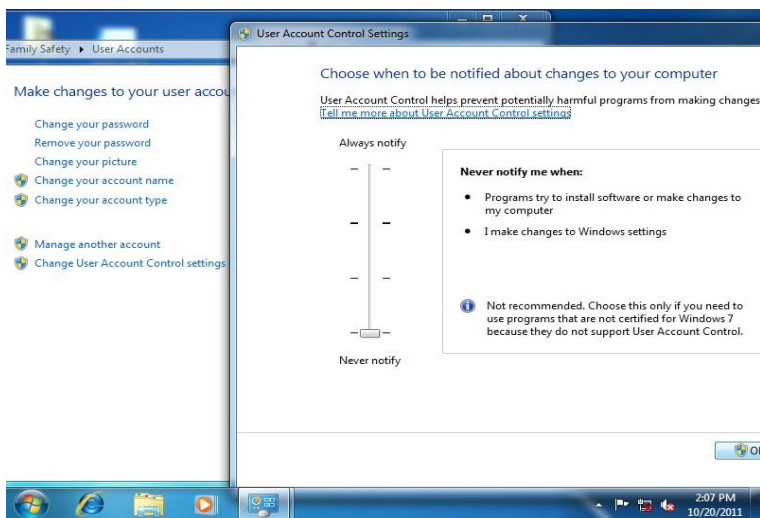 User Account Control Settings
Family Safety ▸ User Accounts
Make changes to your user accou
Change your password
Remove your password
Change your picture
Change your account name
Change your account type
Manage another account
Change User Account Control settings
Choose when to be notified about changes to your computer
User Account Control helps prevent potentially harmful programs from making changes
Tell me more about User Account Control settings
Always notify
Never notify me when:
• Programs try to install software or make changes to
my computer
• I make changes to Windows settings
Not recommended. Choose this only if you need to
use programs that are not certified for Windows 7
because they do not support User Account Control.
Never notify
OK
2:07 PM
10/20/2011